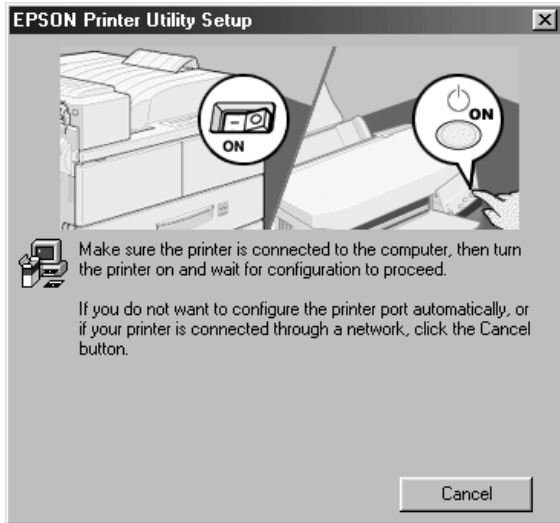 EPSON Printer Utility Setup
ON
ON
Make sure the printer is connected to the computer, then turn
the printer on and wait for configuration to proceed.
If you do not want to configure the printer port automatically, or
if your printer is connected through a network, click the Cancel
button.
Cancel